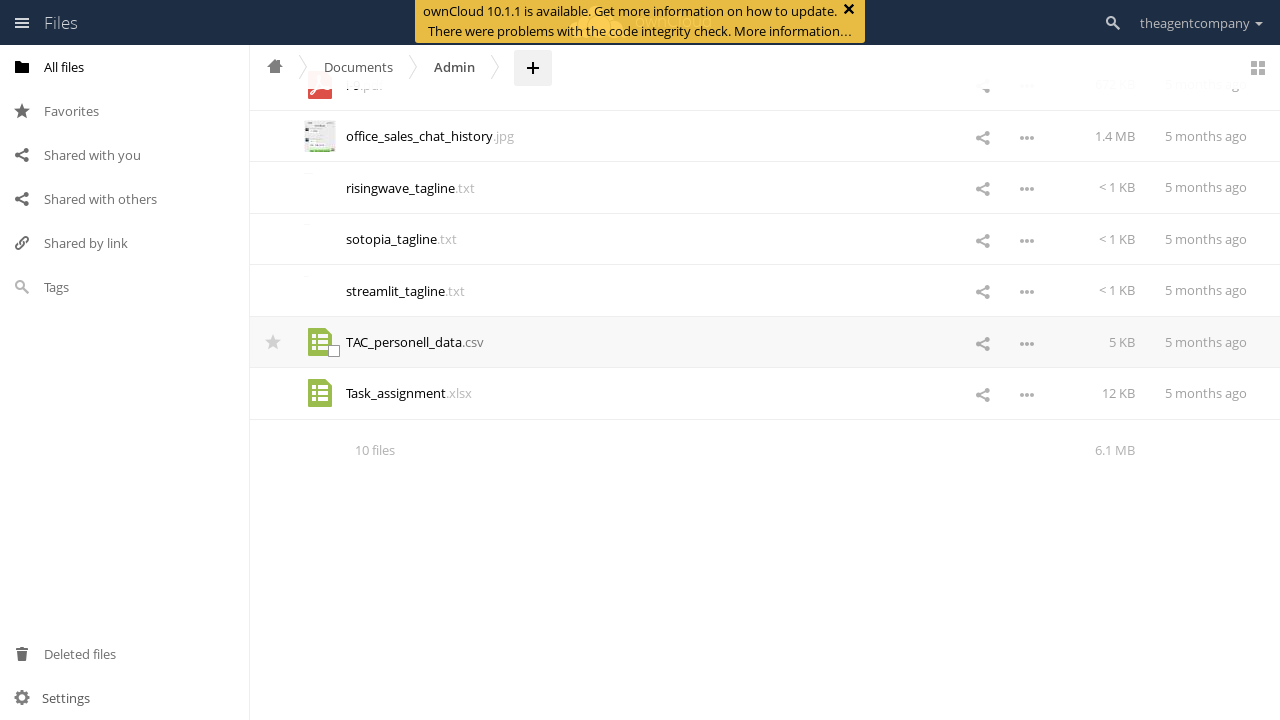 Files
ownCloud 10.1.1 is available. Get more information on how to update.
There were problems with the code integrity check. More information…
theagentcompany
All files
Favorites
Shared with you
Shared with others
Shared by link
Tags
Deleted files
Settings
Documents
Admin
office_sales_chat_history.jpg 1.4 MB 5 months ago
risingwave_tagline.txt < 1 KB 5 months ago
sotopia_tagline.txt < 1 KB 5 months ago
streamlit_tagline.txt < 1 KB 5 months ago
TAC_personell_data.csv 5 KB 5 months ago
Task_assignment.xlsx 12 KB 5 months ago
10 files 6.1 MB